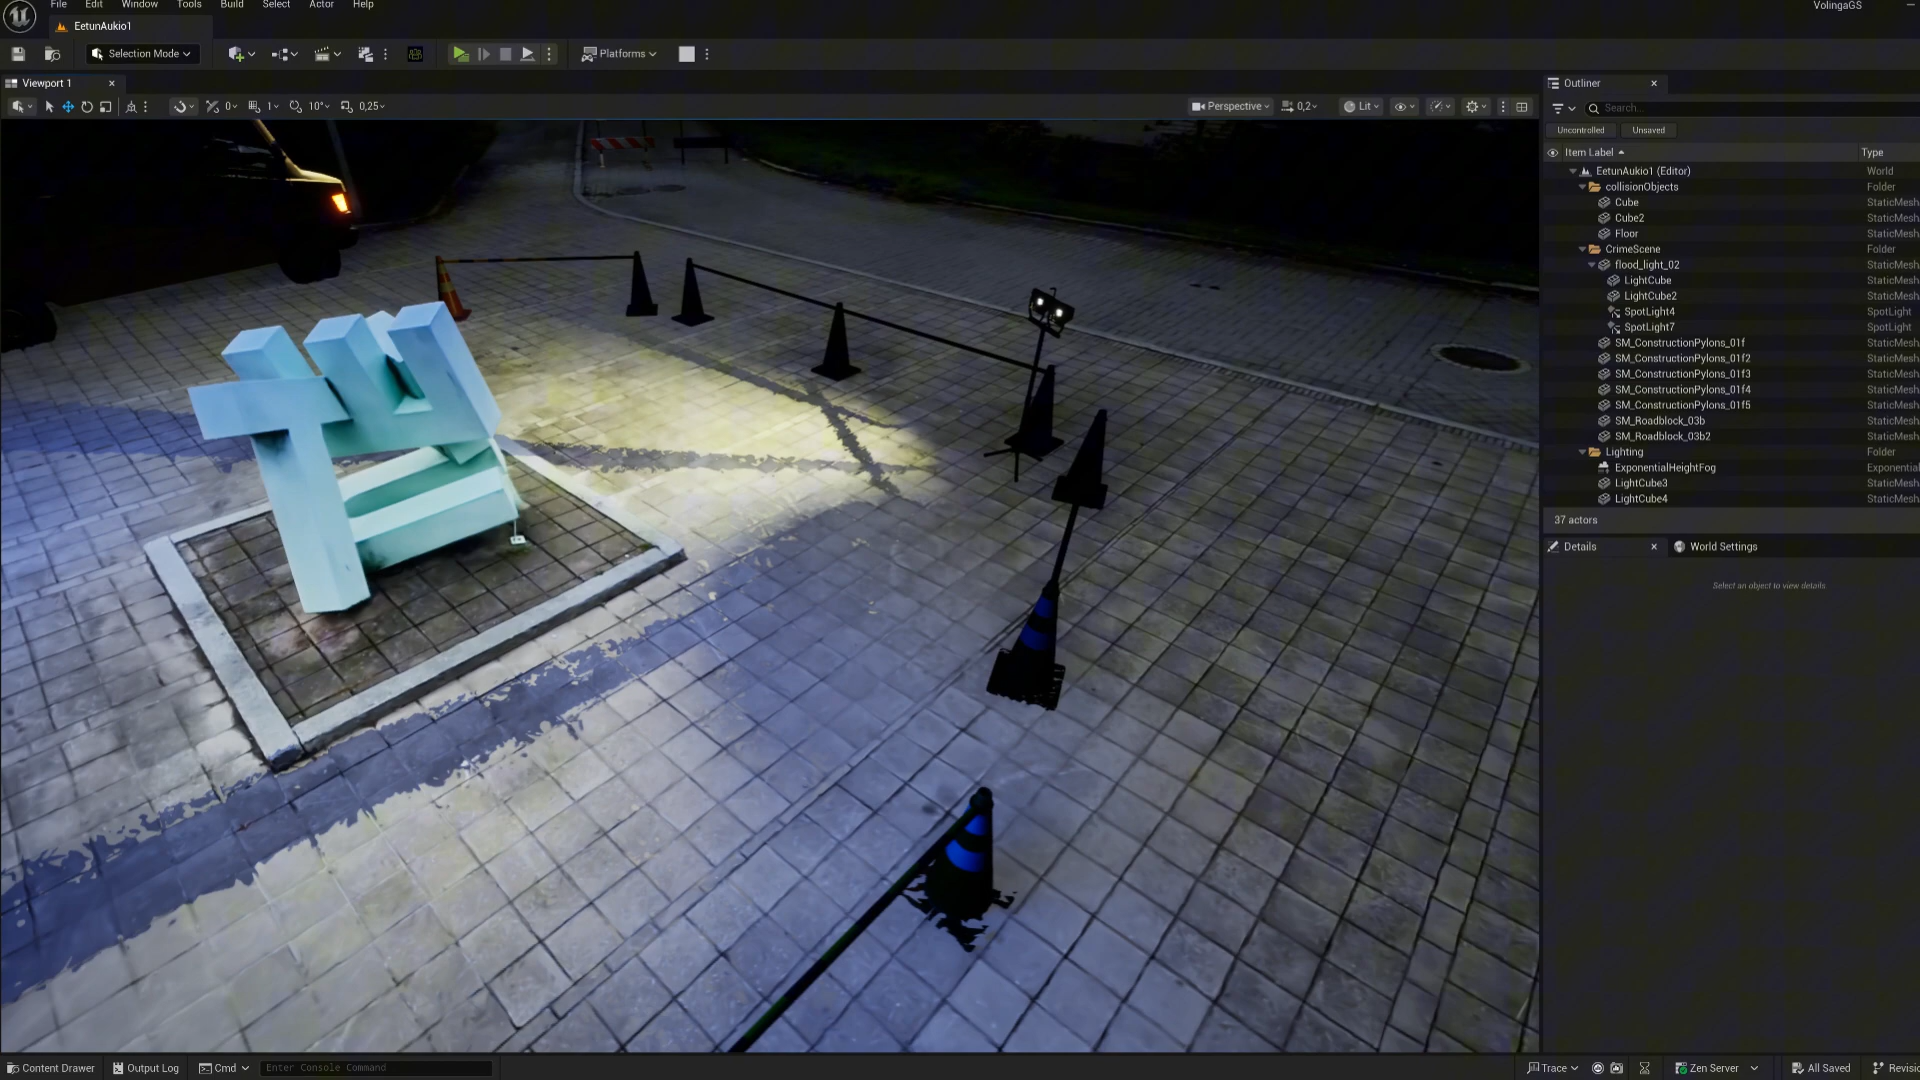 File Edit Window Tools Build Select Actor Help
VolingaGS
EetunAukio1
Selection Mode
Platforms
Viewport 1
0 1 10° 0,25
Perspective 0,2 Lit
Outliner
Search...
Uncontrolled Unsaved
Item Label Type
EetunAukio1 (Editor) World
collisionObjects Folder
Cube StaticMesh
Cube2 StaticMesh
Floor StaticMesh
CrimeScene Folder
flood_light_02 StaticMesh
LightCube StaticMesh
LightCube2 StaticMesh
SpotLight4 SpotLight
SpotLight7 SpotLight
SM_ConstructionPylons_01f StaticMesh
SM_ConstructionPylons_01f2 StaticMesh
SM_ConstructionPylons_01f3 StaticMesh
SM_ConstructionPylons_01f4 StaticMesh
SM_ConstructionPylons_01f5 StaticMesh
SM_Roadblock_03b StaticMesh
SM_Roadblock_03b2 StaticMesh
Lighting Folder
ExponentialHeightFog Exponential
LightCube3 StaticMesh
LightCube4 StaticMesh
37 actors
Details World Settings
Select an object to view details
Content Drawer Output Log Cmd Enter Console Command
Trace Zen Server All Saved Revisio